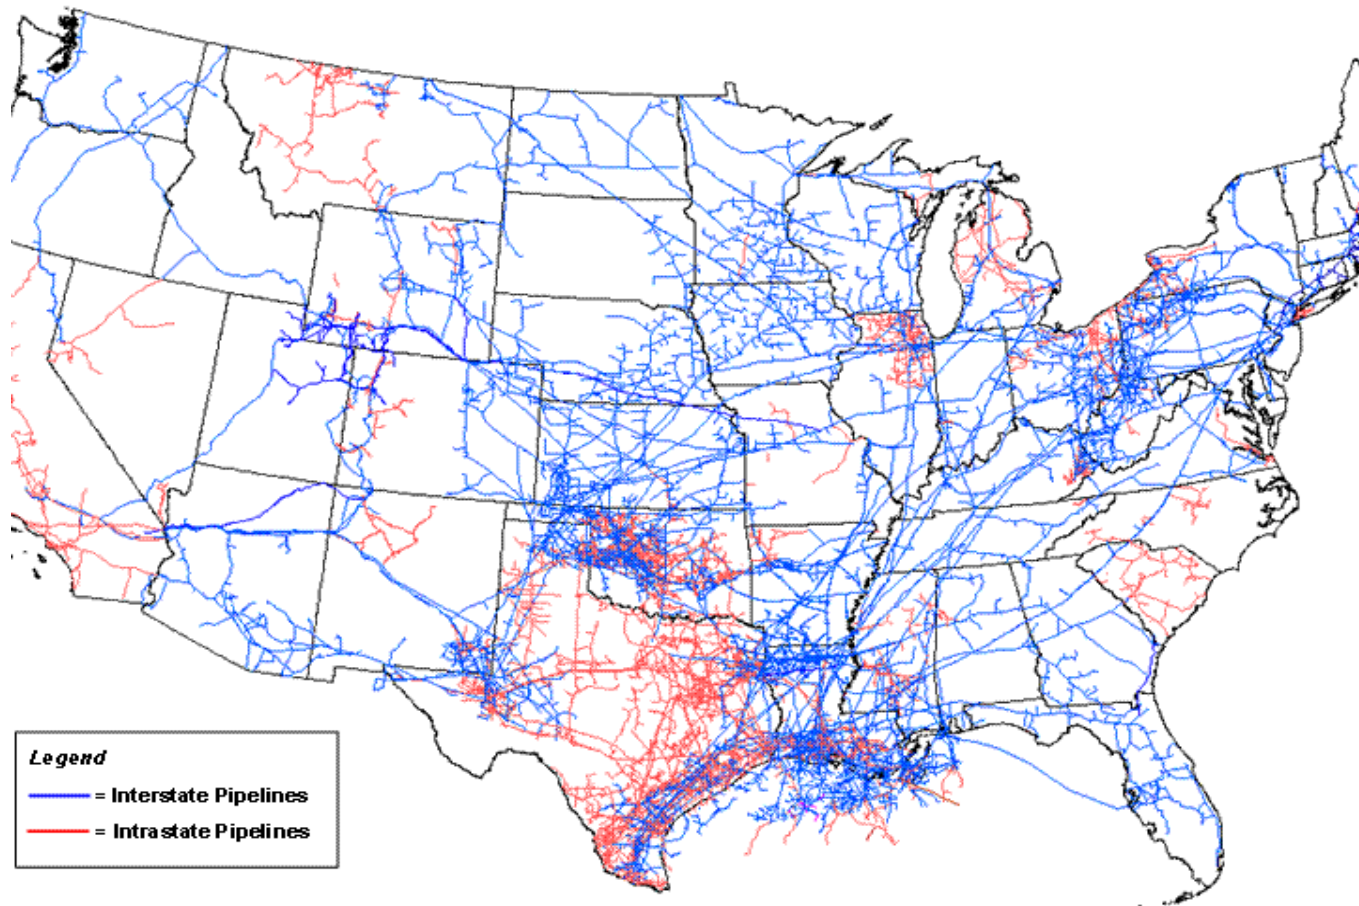 Legend
= Interstate Pipelines
= Intrastate Pipelines